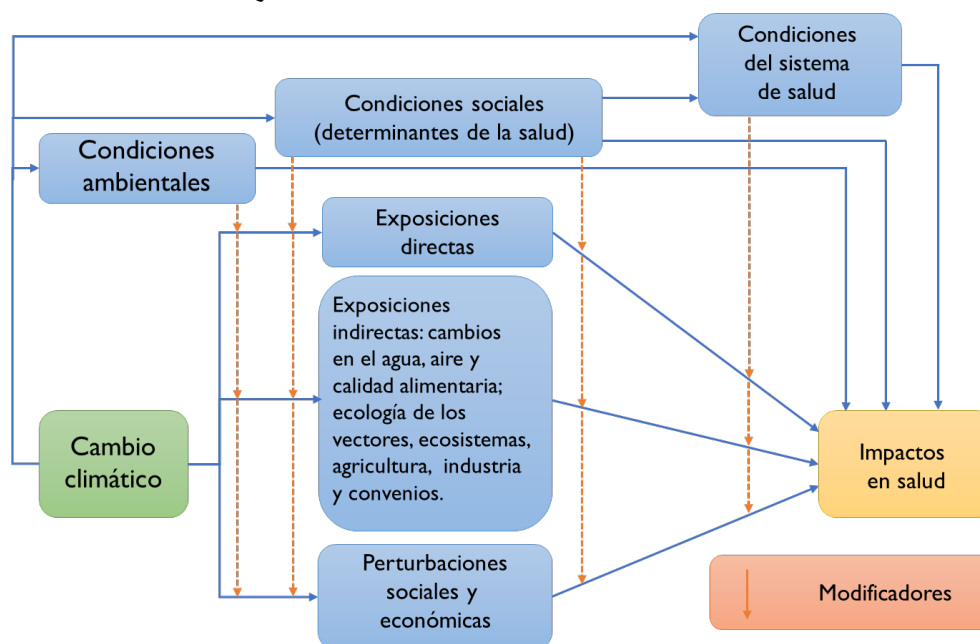 Condiciones
del sistema
de salud
Condiciones sociales
(determinantes de la salud)
Condiciones
ambientales
Exposiciones
directas
Exposiciones
indirectas: cambios
en el agua, aire y
calidad alimentaria;
ecología de los
vectores, ecosistemas,
agricultura, industria
y convenios.
Cambio
climático
Impactos
en salud
Perturbaciones
sociales y
económicas
Modificadores